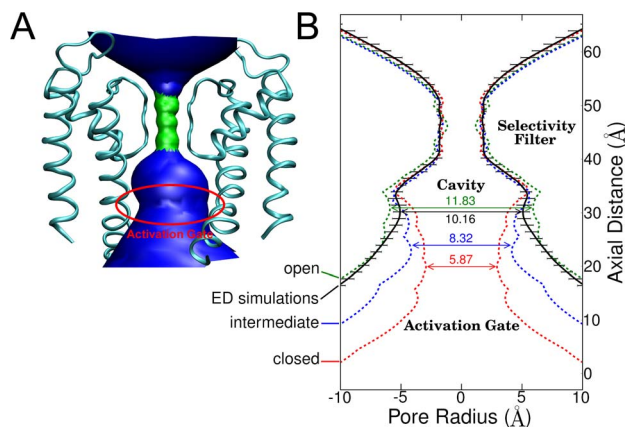 A
Activation Gate
B
Selectivity
Filter
Cavity
11.83
10.16
8.32
5.87
Activation Gate
open
ED simulations
intermediate
closed
60
50
40
30
20
10
0
Axial Distance (Å)
-10
-5
0
5
10
Pore Radius (Å)